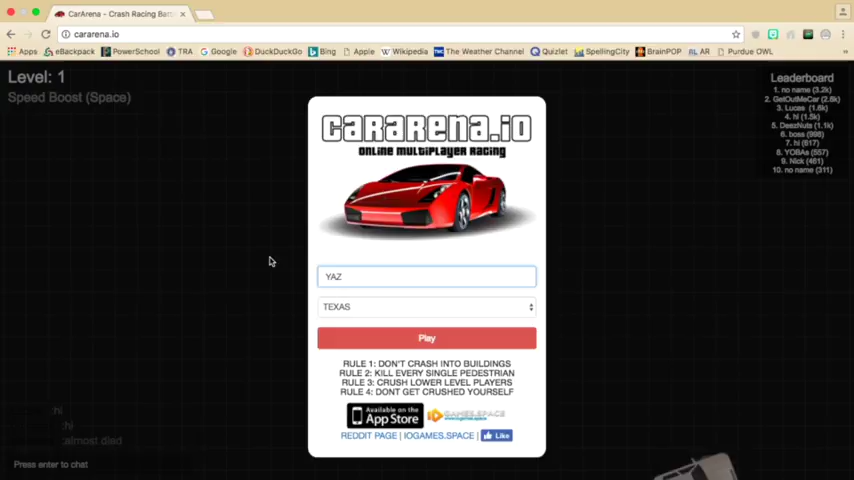 CarArena - Crash Racing Batt
cararena.io
Apps eBackpack PowerSchool TRA Google DuckDuckGo Bing Apple Wikipedia The Weather Channel Quizlet SpellingCity BrainPOP AR Purdue OWL
Level: 1
Speed Boost (Space)
Leaderboard
1. no name (3.2k)
2. GetOutMeCar (2.6k)
3. Lucas (1.6k)
4. hi (1.5k)
5. DeezNuts (1.1k)
6. boss (998)
7. hi (617)
8. YOBAs (557)
9. Nick (461)
10. no name (311)
cararena.io
online multiplayer racing
YAZ
TEXAS
Play
RULE 1: DON'T CRASH INTO BUILDINGS
RULE 2: KILL EVERY SINGLE PEDESTRIAN
RULE 3: CRUSH LOWER LEVEL PLAYERS
RULE 4: DONT GET CRUSHED YOURSELF
Available on the
App Store
iO GAMES.SPACE
REDDIT PAGE | IOGAMES.SPACE | Like
:hi
:hi
:almost died
Press enter to chat